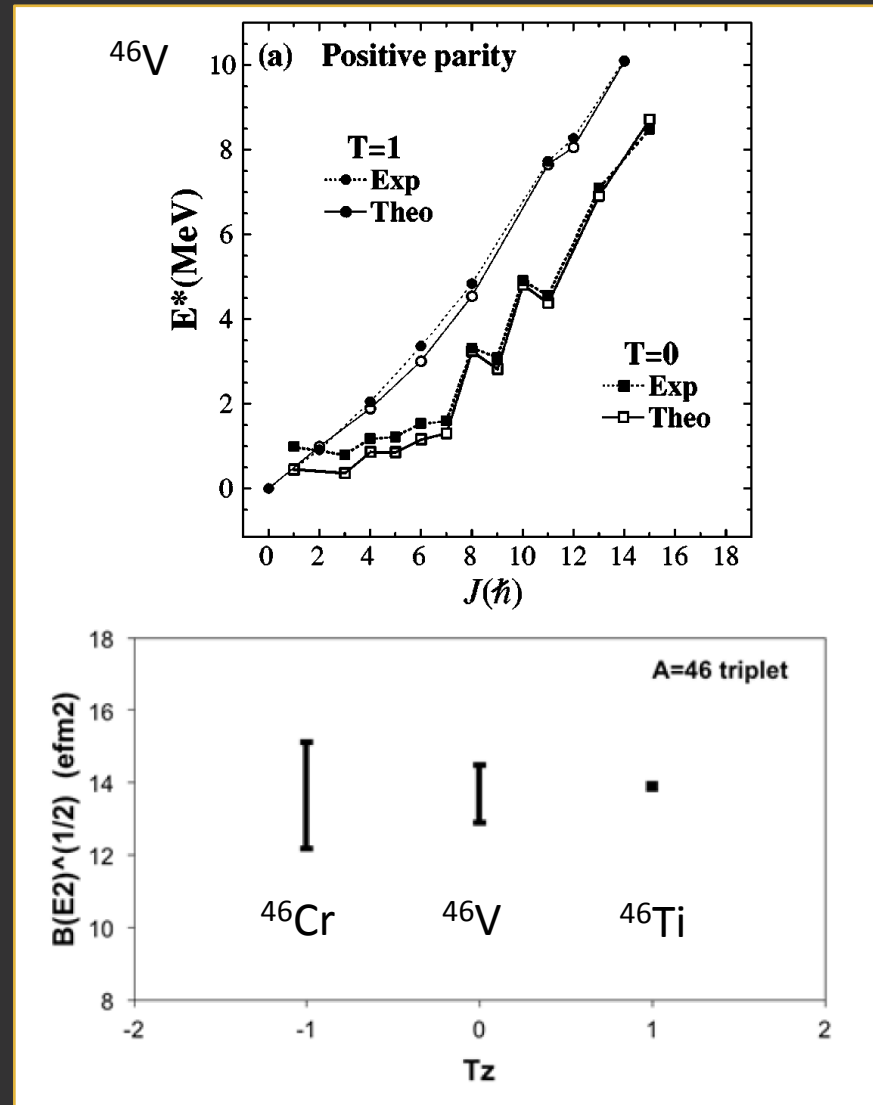 ⁴⁶V
(a) Positive parity
10
8
6
4
2
0
E*(MeV)
T=1
Exp
Theo
T=0
Exp
Theo
0 2 4 6 8 10 12 14 16 18
J(ℏ)
A=46 triplet
18
16
14
12
10
8
B(E2)^(1/2) (efm2)
⁴⁶Cr ⁴⁶V ⁴⁶Ti
-2 -1 0 1 2
Tz